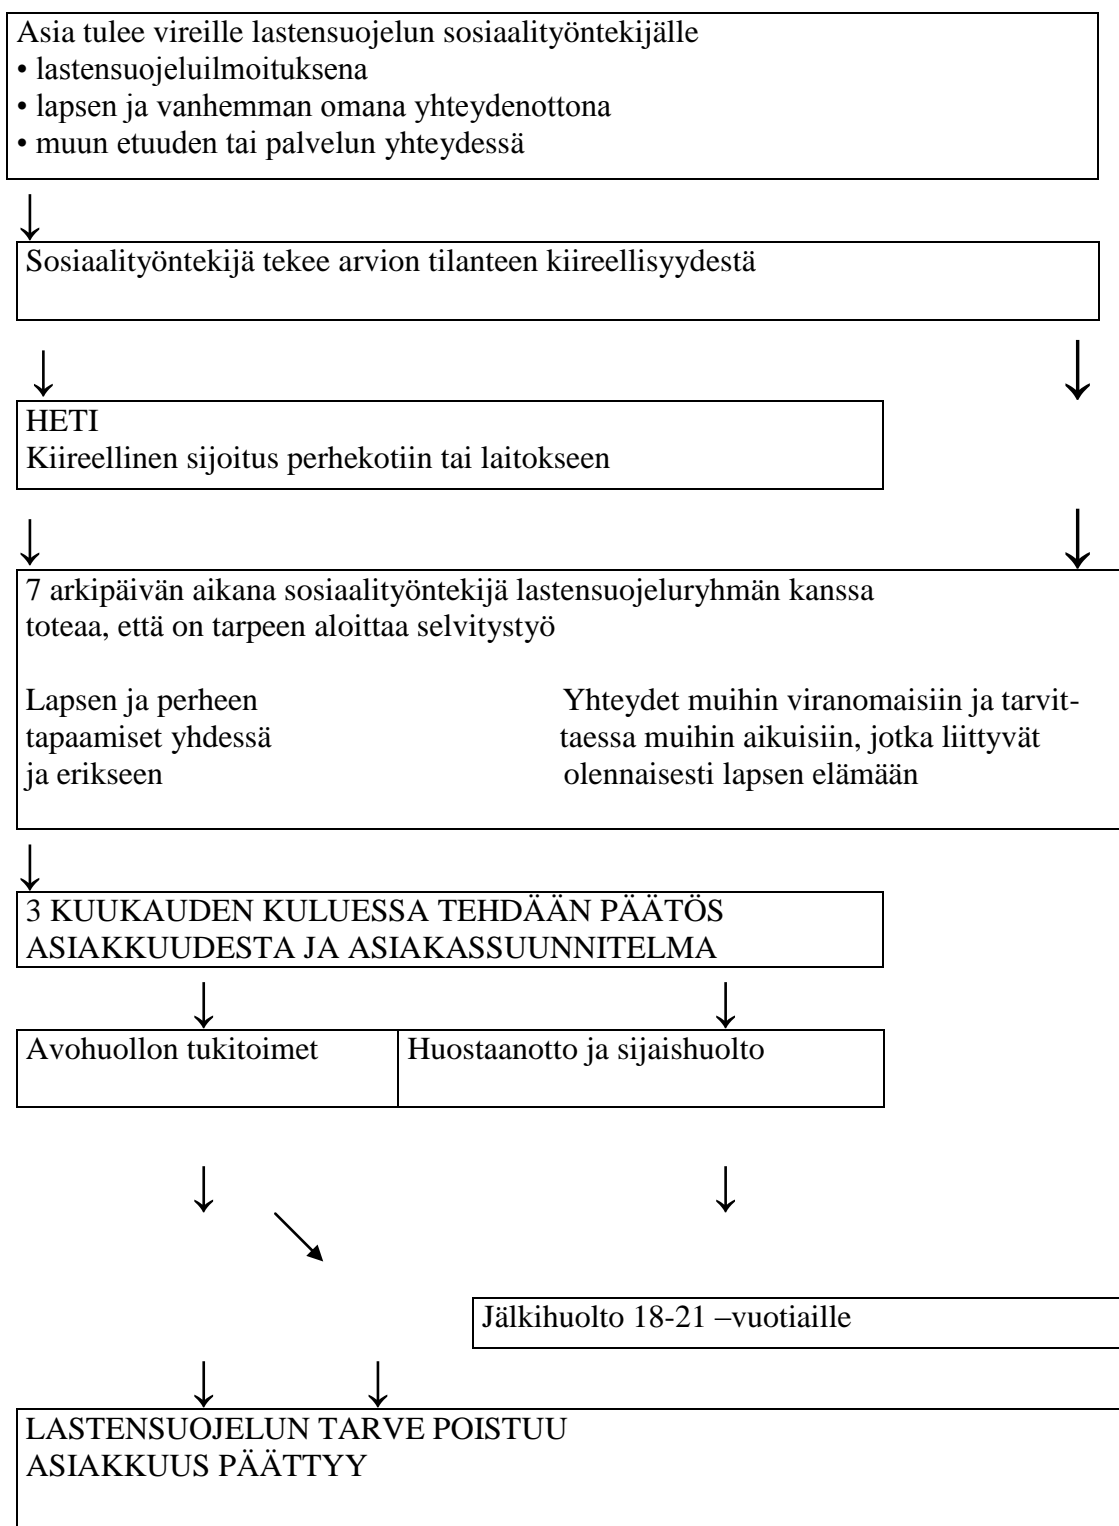 Asia tulee vireille lastensuojelun sosiaalityöntekijälle
• lastensuojeluilmoituksena
• lapsen ja vanhemman omana yhteydenottona
• muun etuuden tai palvelun yhteydessä
Sosiaalityöntekijä tekee arvion tilanteen kiireellisyydestä
HETI
Kiireellinen sijoitus perhekotiin tai laitokseen
7 arkipäivän aikana sosiaalityöntekijä lastensuojeluryhmän kanssa
toteaa, että on tarpeen aloittaa selvitystyö
Lapsen ja perheen
tapaamiset yhdessä
ja erikseen
Yhteydet muihin viranomaisiin ja tarvit-
taessa muihin aikuisiin, jotka liittyvät
olennaisesti lapsen elämään
3 KUUKAUDEN KULUESSA TEHDÄÄN PÄÄTÖS
ASIAKKUUDESTA JA ASIAKASSUUNNITELMA
Avohuollon tukitoimet
Huostaanotto ja sijaishuolto
Jälkihuolto 18-21 –vuotiaille
LASTENSUOJELUN TARVE POISTUU
ASIAKKUUS PÄÄTTYY